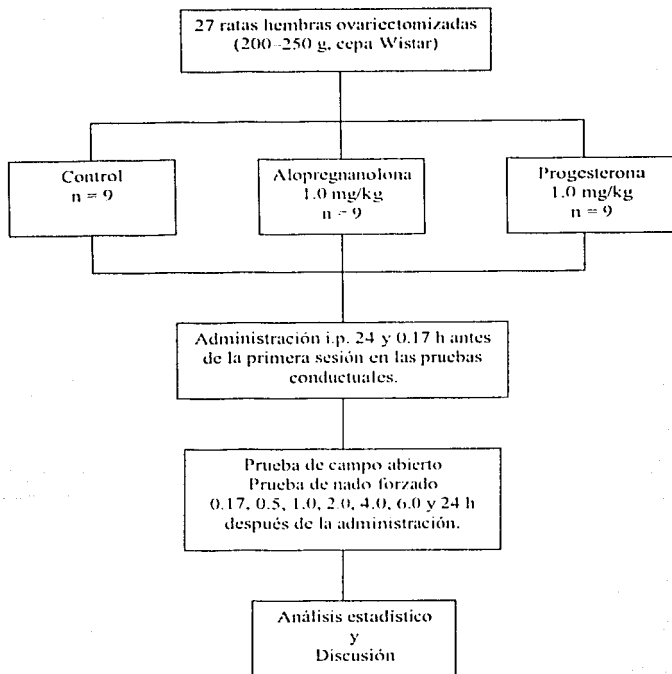 27 ratas hembras ovariectomizadas
(200–250 g, cepa Wistar)
Control
n = 9
Alopregnanolona
1.0 mg/kg
n = 9
Progesterona
1.0 mg/kg
n = 9
Administración i.p. 24 y 0.17 h antes
de la primera sesión en las pruebas
conductuales.
Prueba de campo abierto
Prueba de nado forzado
0.17, 0.5, 1.0, 2.0, 4.0, 6.0 y 24 h
después de la administración.
Análisis estadístico
y
Discusión